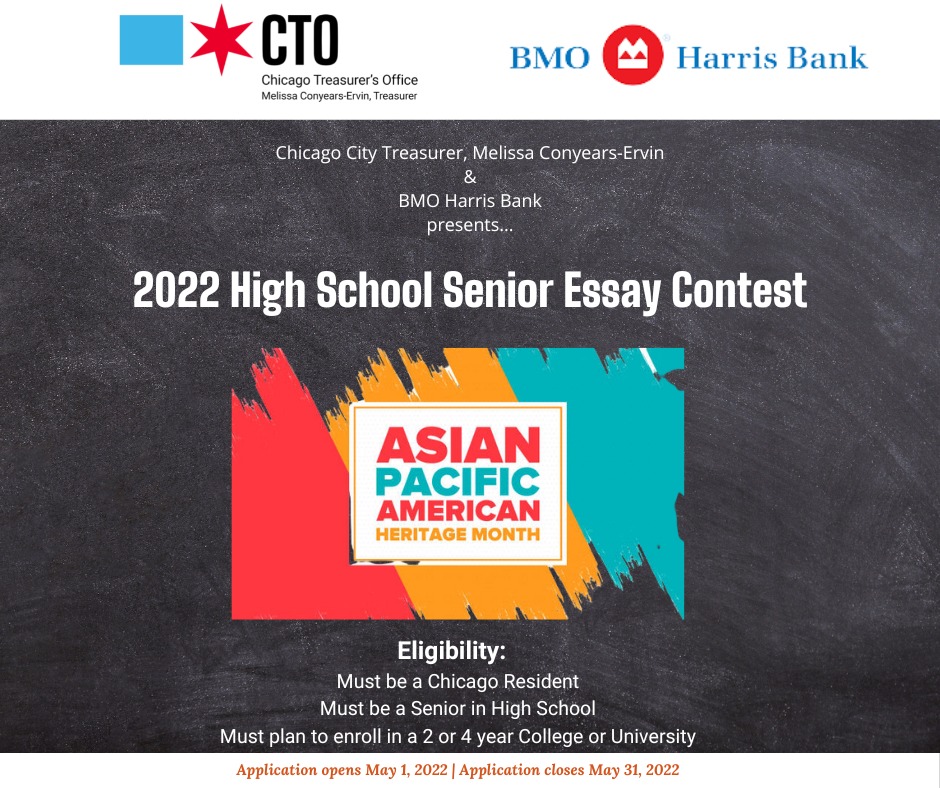 CTO
Chicago Treasurer's Office
Melissa Conyears-Ervin, Treasurer
BMO Harris Bank
Chicago City Treasurer, Melissa Conyears-Ervin
&
BMO Harris Bank
presents...
2022 High School Senior Essay Contest
ASIAN
PACIFIC
AMERICAN
HERITAGE MONTH
Eligibility:
Must be a Chicago Resident
Must be a Senior in High School
Must plan to enroll in a 2 or 4 year College or University
Application opens May 1, 2022 | Application closes May 31, 2022